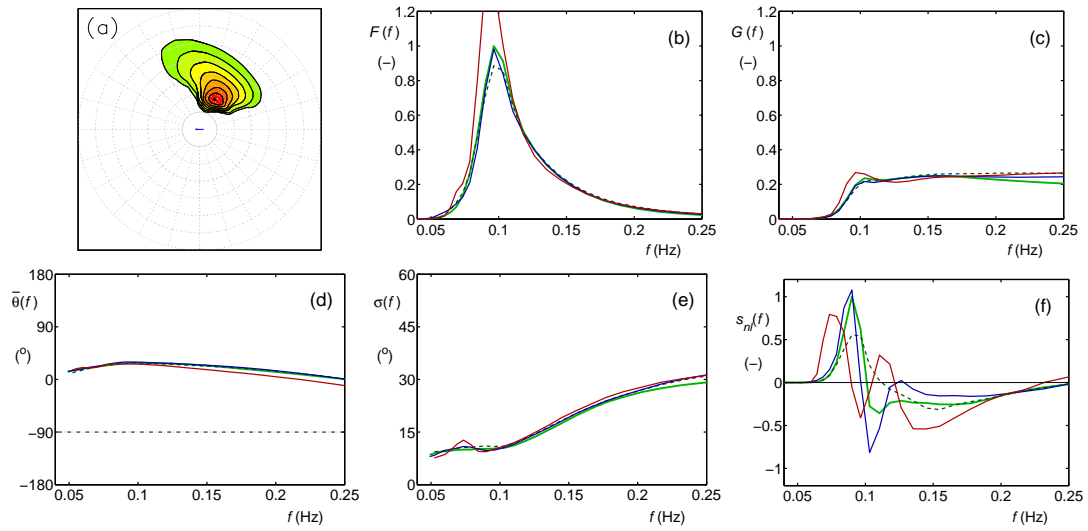 (a)
1.2
F(f)
(–)
1
0.8
0.6
0.4
0.2
0
0.05 0.1 0.15 0.2 0.25
f (Hz)
(b)
1.2
G(f)
(–)
1
0.8
0.6
0.4
0.2
0
0.05 0.1 0.15 0.2 0.25
f (Hz)
(c)
180
θ̅(f)
90
(o)
0
−90
−180
0.05 0.1 0.15 0.2 0.25
f (Hz)
(d)
60
σ(f)
45
(o)
30
15
0
0.05 0.1 0.15 0.2 0.25
f (Hz)
(e)
1
snl(f)
0.5
(–)
0
−0.5
−1
0.05 0.1 0.15 0.2 0.25
f (Hz)
(f)